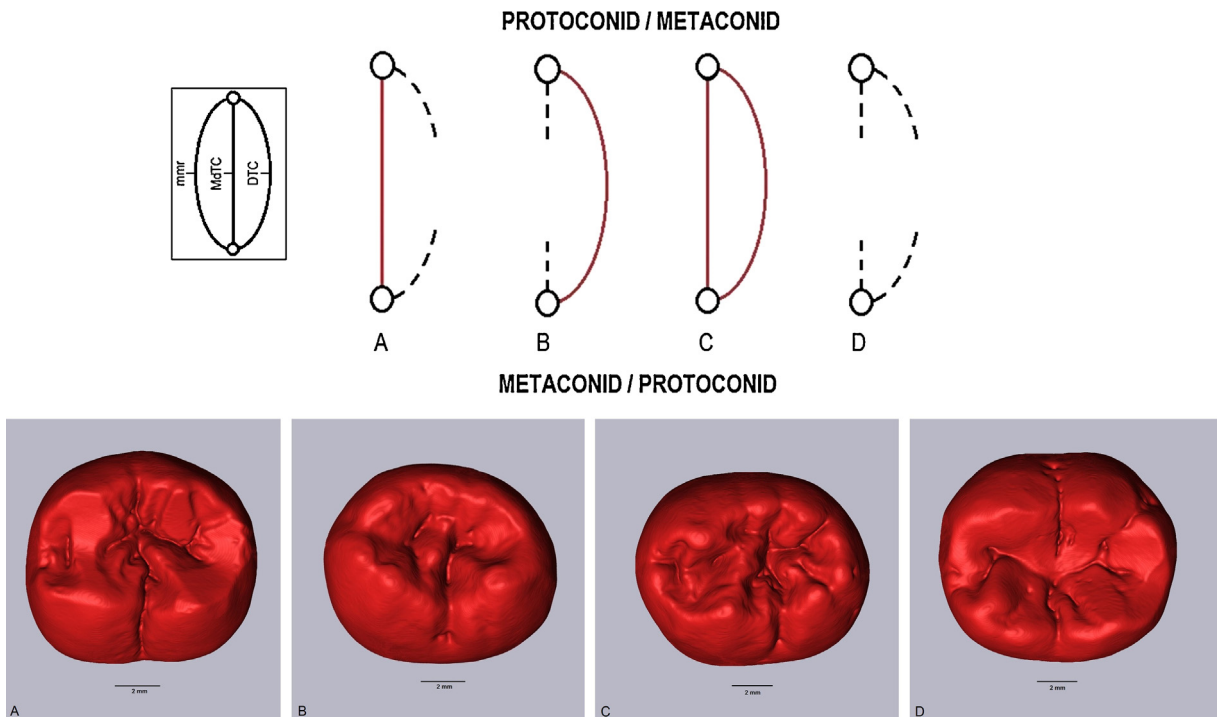 PROTOCONID / METACONID
mmr
MdTC
DTC
A
B
C
D
METACONID / PROTOCONID
2 mm
2 mm
2 mm
2 mm
A
B
C
D